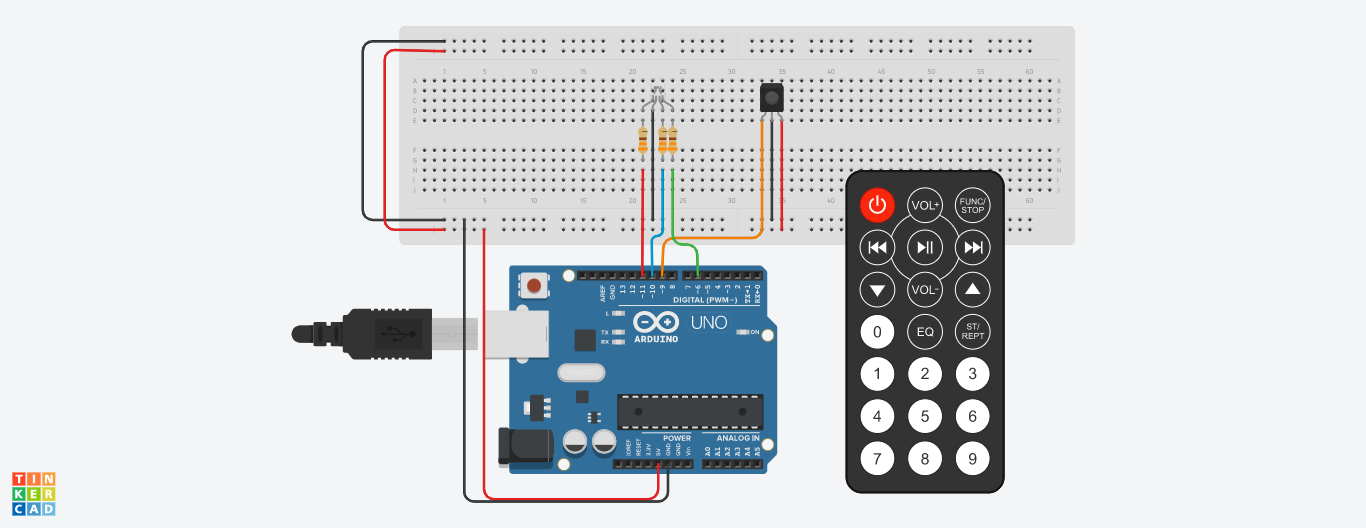 1 5 10 15 20 25 30 35 40 45 50 55 60
A A
B B
C C
D D
E E
F F
G G
H H
I I
J J
1 5 10 15 20 25 30 35 40 60
VOL+
FUNC/
STOP
VOL-
0
EQ
ST/
REPT
1 2 3
4 5 6
7 8 9
AREF
GND
13
12
~11
~10
~9
8
7
~6
~5
4
~3
2
TX→1
RX←0
DIGITAL (PWM~)
L
TX
RX
UNO
ON
ARDUINO
POWER
ANALOG IN
IOREF
RESET
3.3V
5V
GND
GND
Vin
A0
A1
A2
A3
A4
A5
TIN
KER
CAD